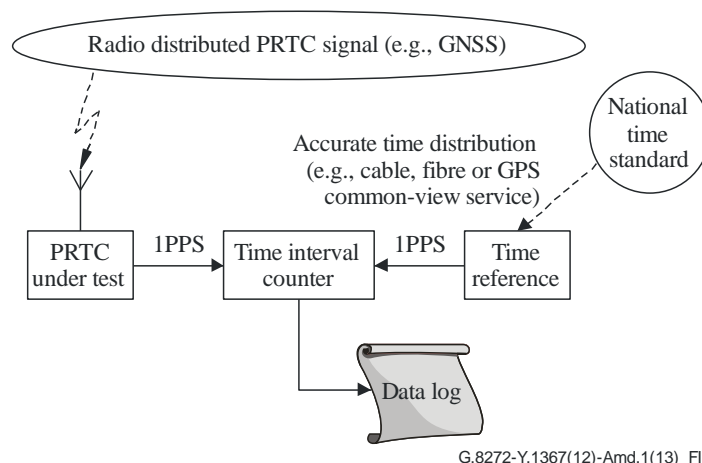 Radio distributed PRTC signal (e.g., GNSS)
National
time
standard
Accurate time distribution
(e.g., cable, fibre or GPS
common-view service)
PRTC
under test
1PPS
Time interval
counter
1PPS
Time
reference
Data log
G.8272-Y.1367(12)-Amd.1(13)_FI